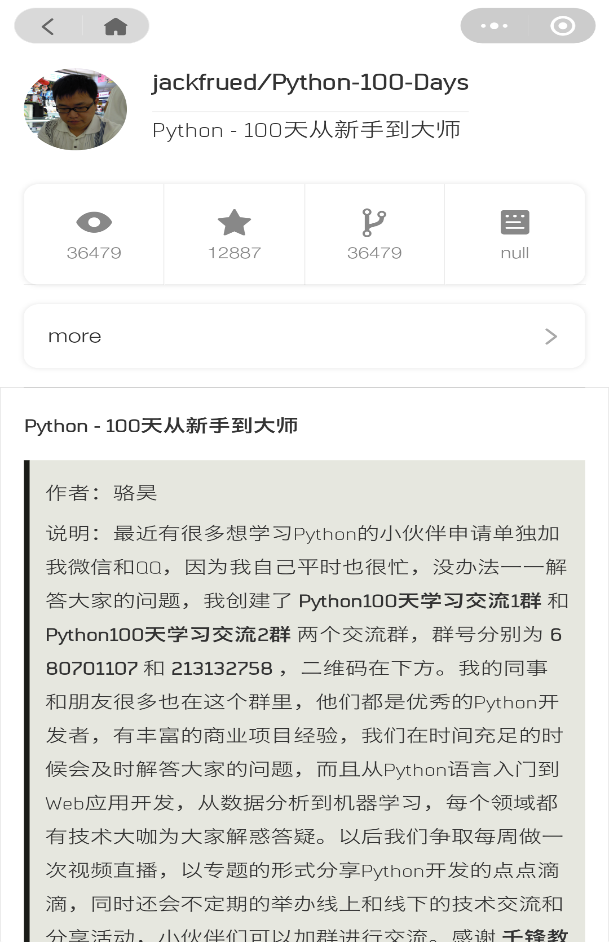 jackfrued/Python-100-Days
Python - 100天从新手到大师
36479
12887
36479
null
more
Python - 100天从新手到大师
作者：骆昊
说明：最近有很多想学习Python的小伙伴申请单独加
我微信和QQ，因为我自己平时也很忙，没办法一一解
答大家的问题，我创建了 Python100天学习交流1群 和
Python100天学习交流2群 两个交流群，群号分别为 6
80701107 和 213132758 ，二维码在下方。我的同事
和朋友很多也在这个群里，他们都是优秀的Python开
发者，有丰富的商业项目经验，我们在时间充足的时
候会及时解答大家的问题，而且从Python语言入门到
Web应用开发，从数据分析到机器学习，每个领域都
有技术大咖为大家解惑答疑。以后我们争取每周做一
次视频直播，以专题的形式分享Python开发的点点滴
滴，同时还会不定期的举办线上和线下的技术交流和
分享活动，小伙伴们可以加群进行交流。感谢 千锋教